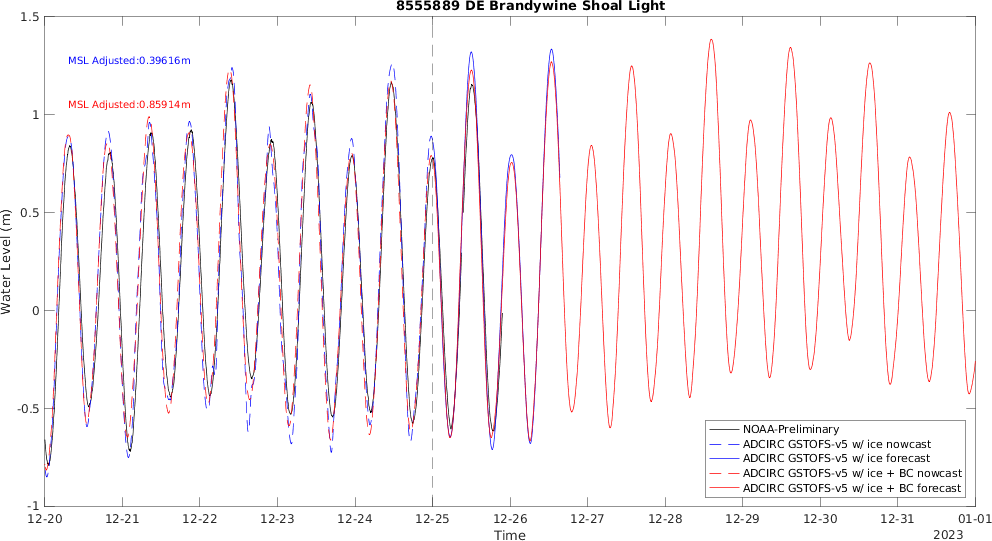 8555889 DE Brandywine Shoal Light
1.5
MSL Adjusted:0.39616m
MSL Adjusted:0.85914m
1
0.5
0
-0.5
-1
Water Level (m)
NOAA-Preliminary
ADCIRC GSTOFS-v5 w/ ice nowcast
ADCIRC GSTOFS-v5 w/ ice forecast
ADCIRC GSTOFS-v5 w/ ice + BC nowcast
ADCIRC GSTOFS-v5 w/ ice + BC forecast
12-20 12-21 12-22 12-23 12-24 12-25 12-26 12-27 12-28 12-29 12-30 12-31 01-01
Time
2023